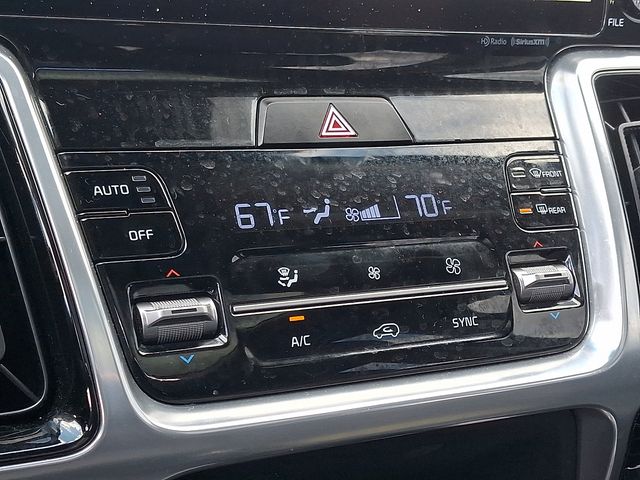 FILE
HD Radio SiriusXM
AUTO
OFF
67°F
70°F
FRONT
REAR
A/C
SYNC